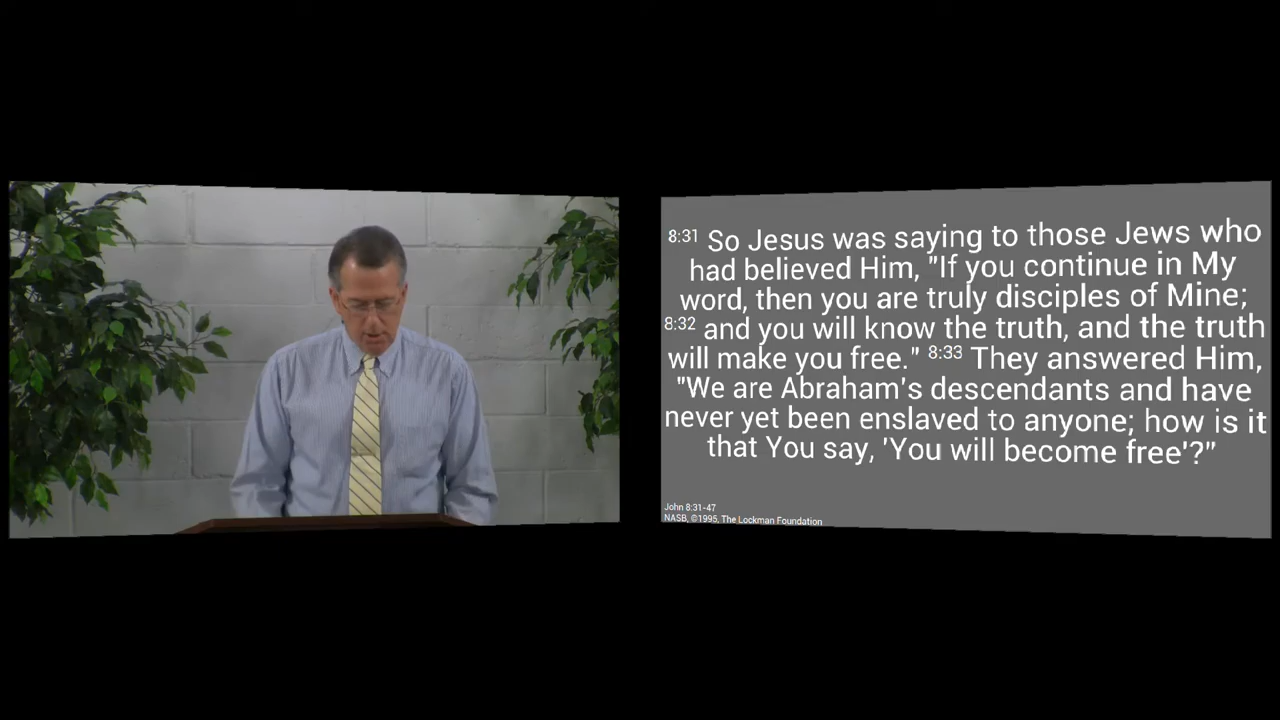 8:31 So Jesus was saying to those Jews who
had believed Him, "If you continue in My
word, then you are truly disciples of Mine;
8:32 and you will know the truth, and the truth
will make you free." 8:33 They answered Him,
"We are Abraham's descendants and have
never yet been enslaved to anyone; how is it
that You say, 'You will become free'?"
John 8:31-47
NASB, ©1995, The Lockman Foundation